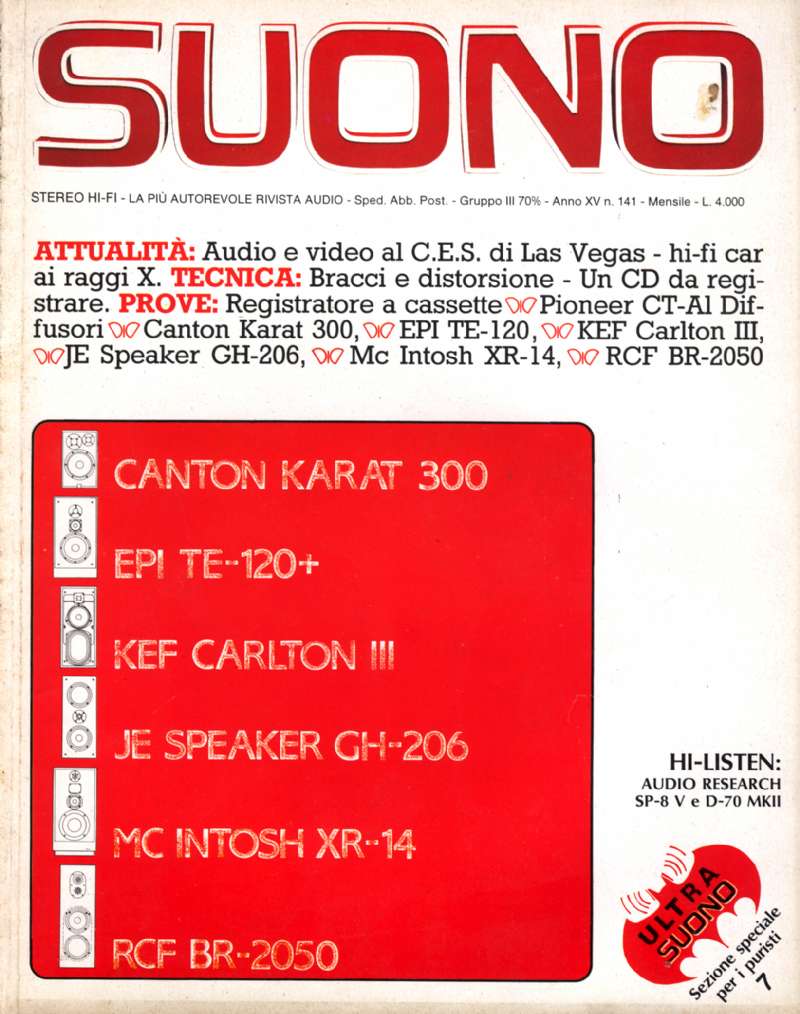 SUONO
STEREO HI-FI - LA PIÙ AUTOREVOLE RIVISTA AUDIO - Sped. Abb. Post. - Gruppo III 70% - Anno XV n. 141 - Mensile - L. 4.000
ATTUALITÀ: Audio e video al C.E.S. di Las Vegas - hi-fi car
ai raggi X. TECNICA: Bracci e distorsione - Un CD da regi-
strare. PROVE: Registratore a cassette Pioneer CT-A1 Dif-
fusori Canton Karat 300, EPI TE-120, KEF Carlton III,
JE Speaker GH-206, Mc Intosh XR-14, RCF BR-2050
CANTON KARAT 300
EPI TE-120+
KEF CARLTON III
JE SPEAKER GH-206
MC INTOSH XR-14
RCF BR-2050
HI-LISTEN:
AUDIO RESEARCH
SP-8 V e D-70 MKII
ULTRA
SUONO
Sezione speciale
per i puristi
7